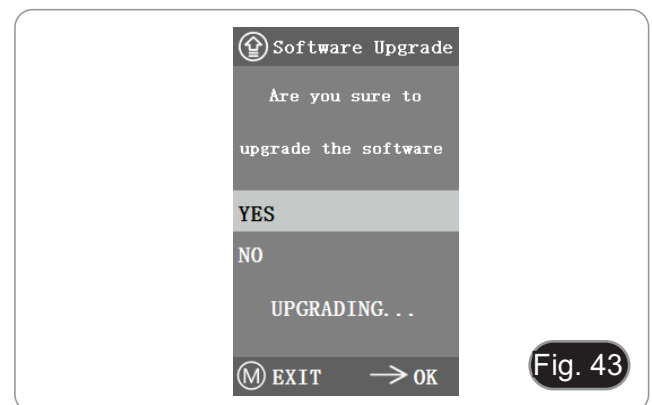 Software Upgrade
Are you sure to
upgrade the software
YES
NO
UPGRADING...
M EXIT → OK
Fig. 43